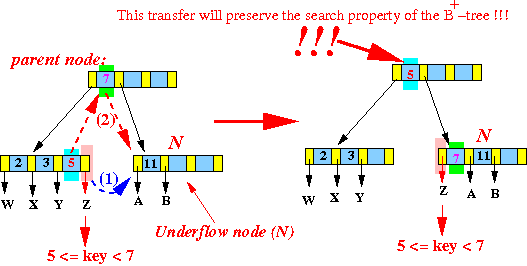 This transfer will preserve the search property of the B+-tree !!!
!!!
parent node:
7
5
(2)
N
N
2 3 5
11
2 3
7 11
(1)
W X Y Z
A B
W X Y
Z A B
Underflow node (N)
5 <= key < 7
5 <= key < 7